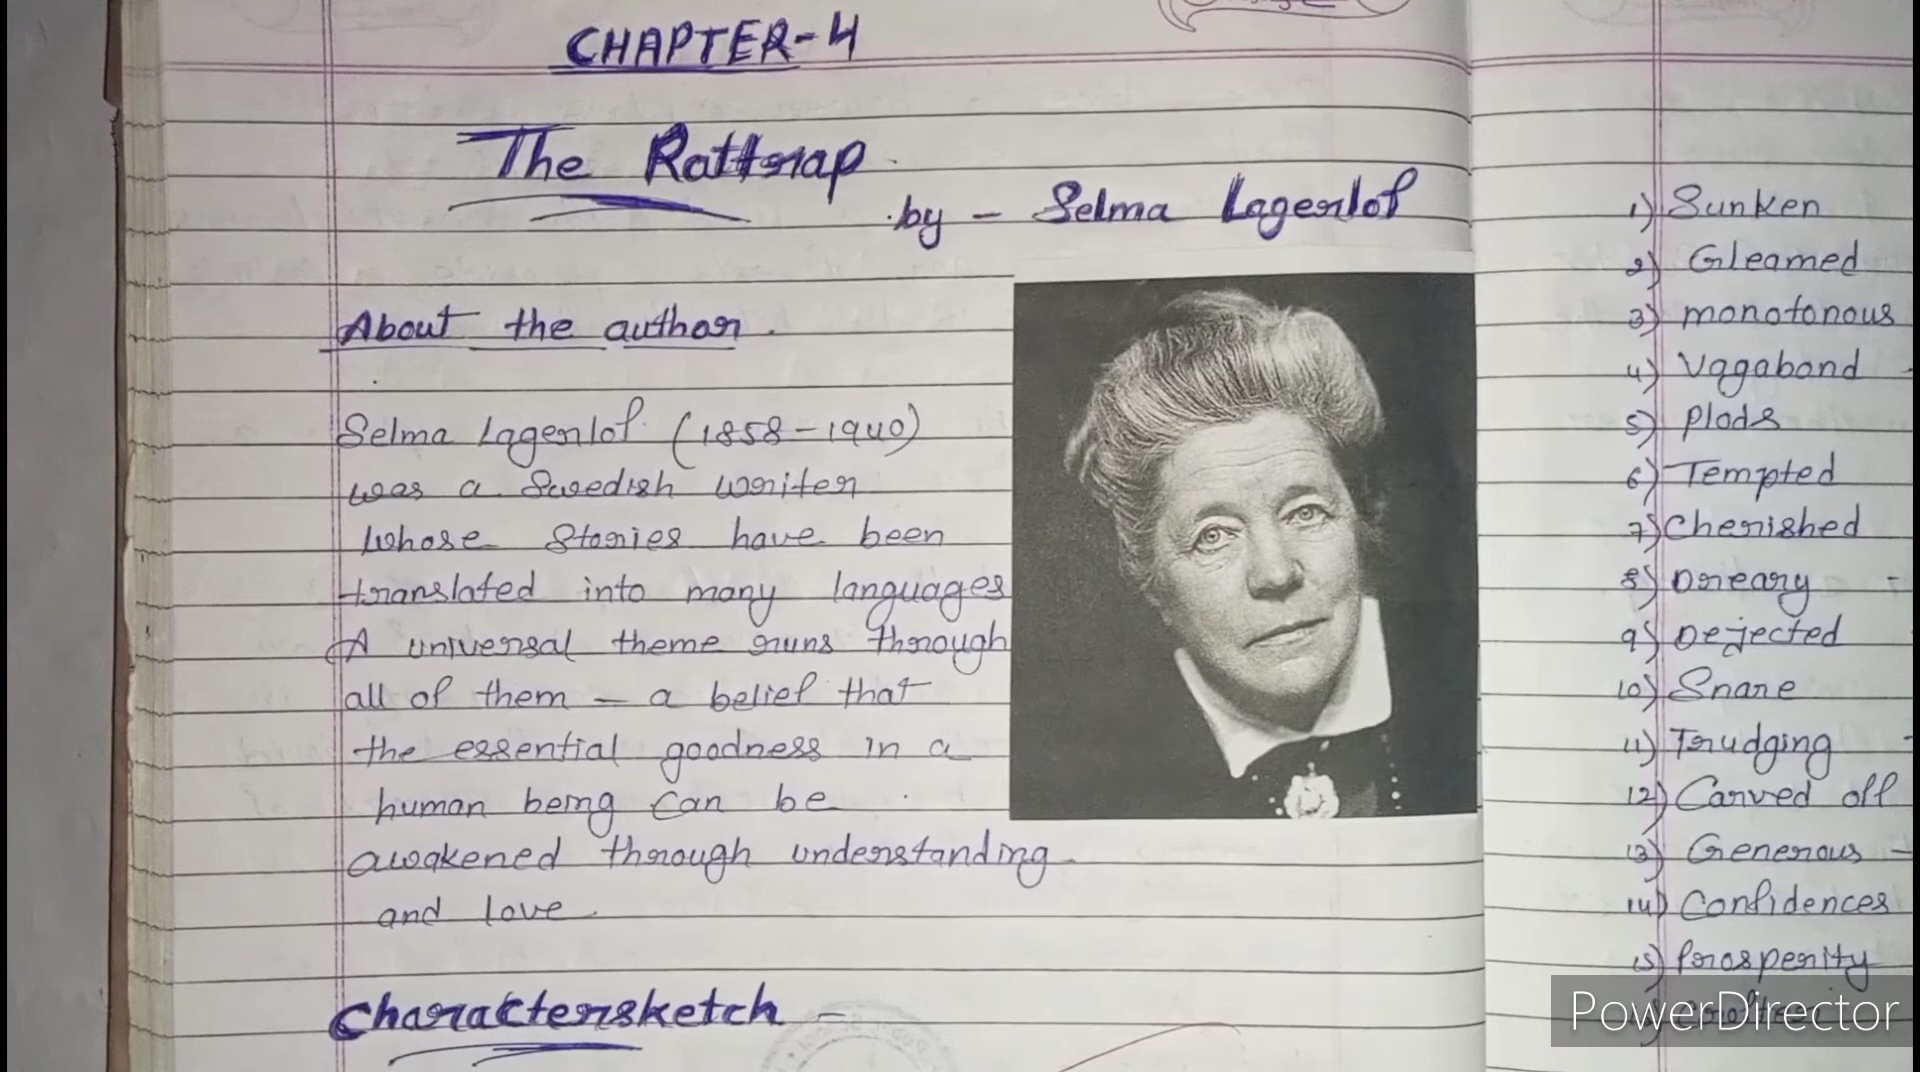 CHAPTER-4
The Rattrap
by - Selma Lagerlof
About the author.
Selma Lagerlof (1858-1940)
was a Swedish writer
Whose Stories have been
translated into many languages
A universal theme runs through
all of them - a belief that
the essential goodness in a
human being can be
awakened through understanding
and love
Charactersketch -
1) Sunken
2) Gleamed
3) monotonous
4) Vagabond
5) plods
6) Tempted
7) Cherished
8) Dreary -
9) Dejected
10) Snare
11) Trudging -
12) Carved off
13) Generous -
14) Confidences
15) Prosperity
PowerDirector